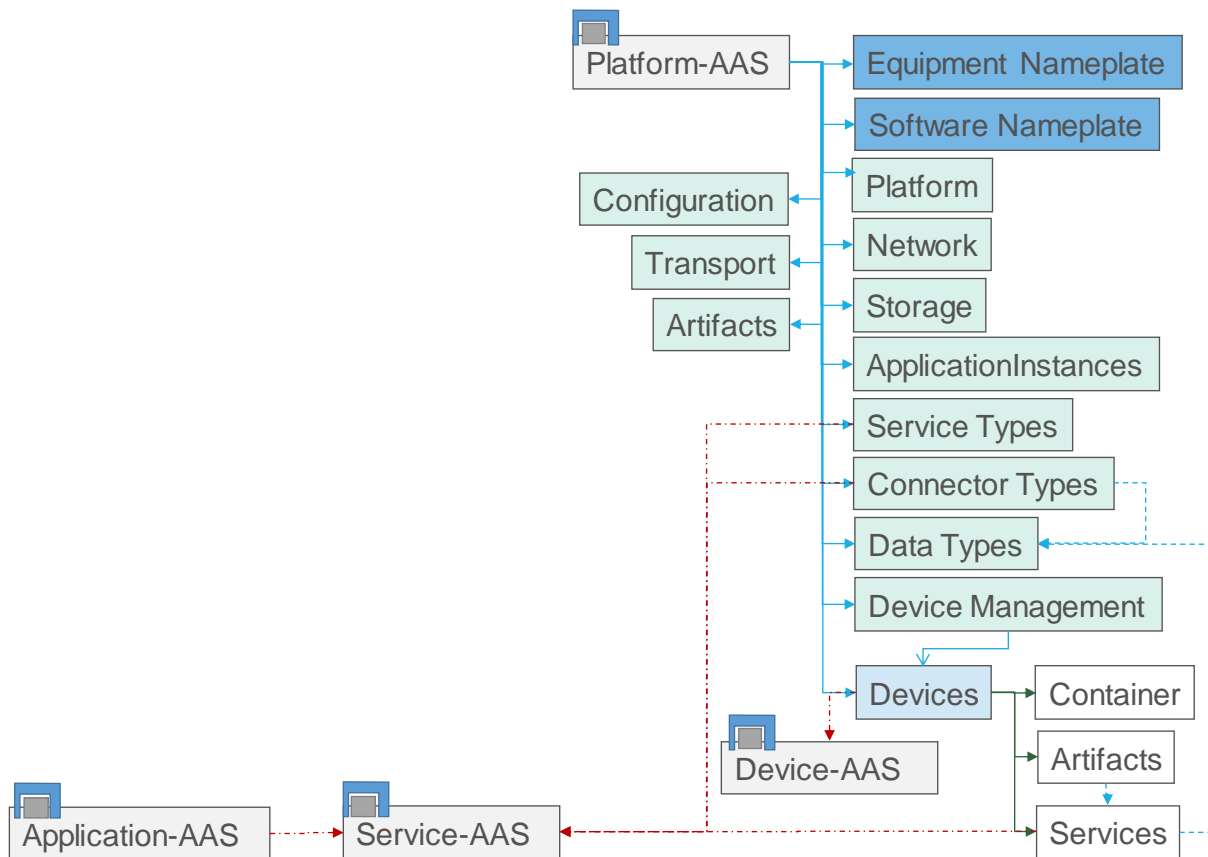 Platform-AAS
Equipment Nameplate
Software Nameplate
Platform
Configuration
Network
Transport
Storage
Artifacts
ApplicationInstances
Service Types
Connector Types
Data Types
Device Management
Devices
Container
Device-AAS
Artifacts
Application-AAS
Service-AAS
Services